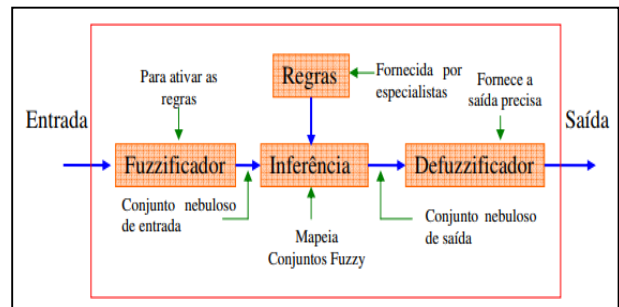 Para ativar as
regras
Regras
Fornecida por
especialistas
Fornece a
saída precisa
Entrada
Saída
Fuzzificador
Inferência
Defuzzificador
Conjunto nebuloso
de entrada
Mapeia
Conjuntos Fuzzy
Conjunto nebuloso
de saída